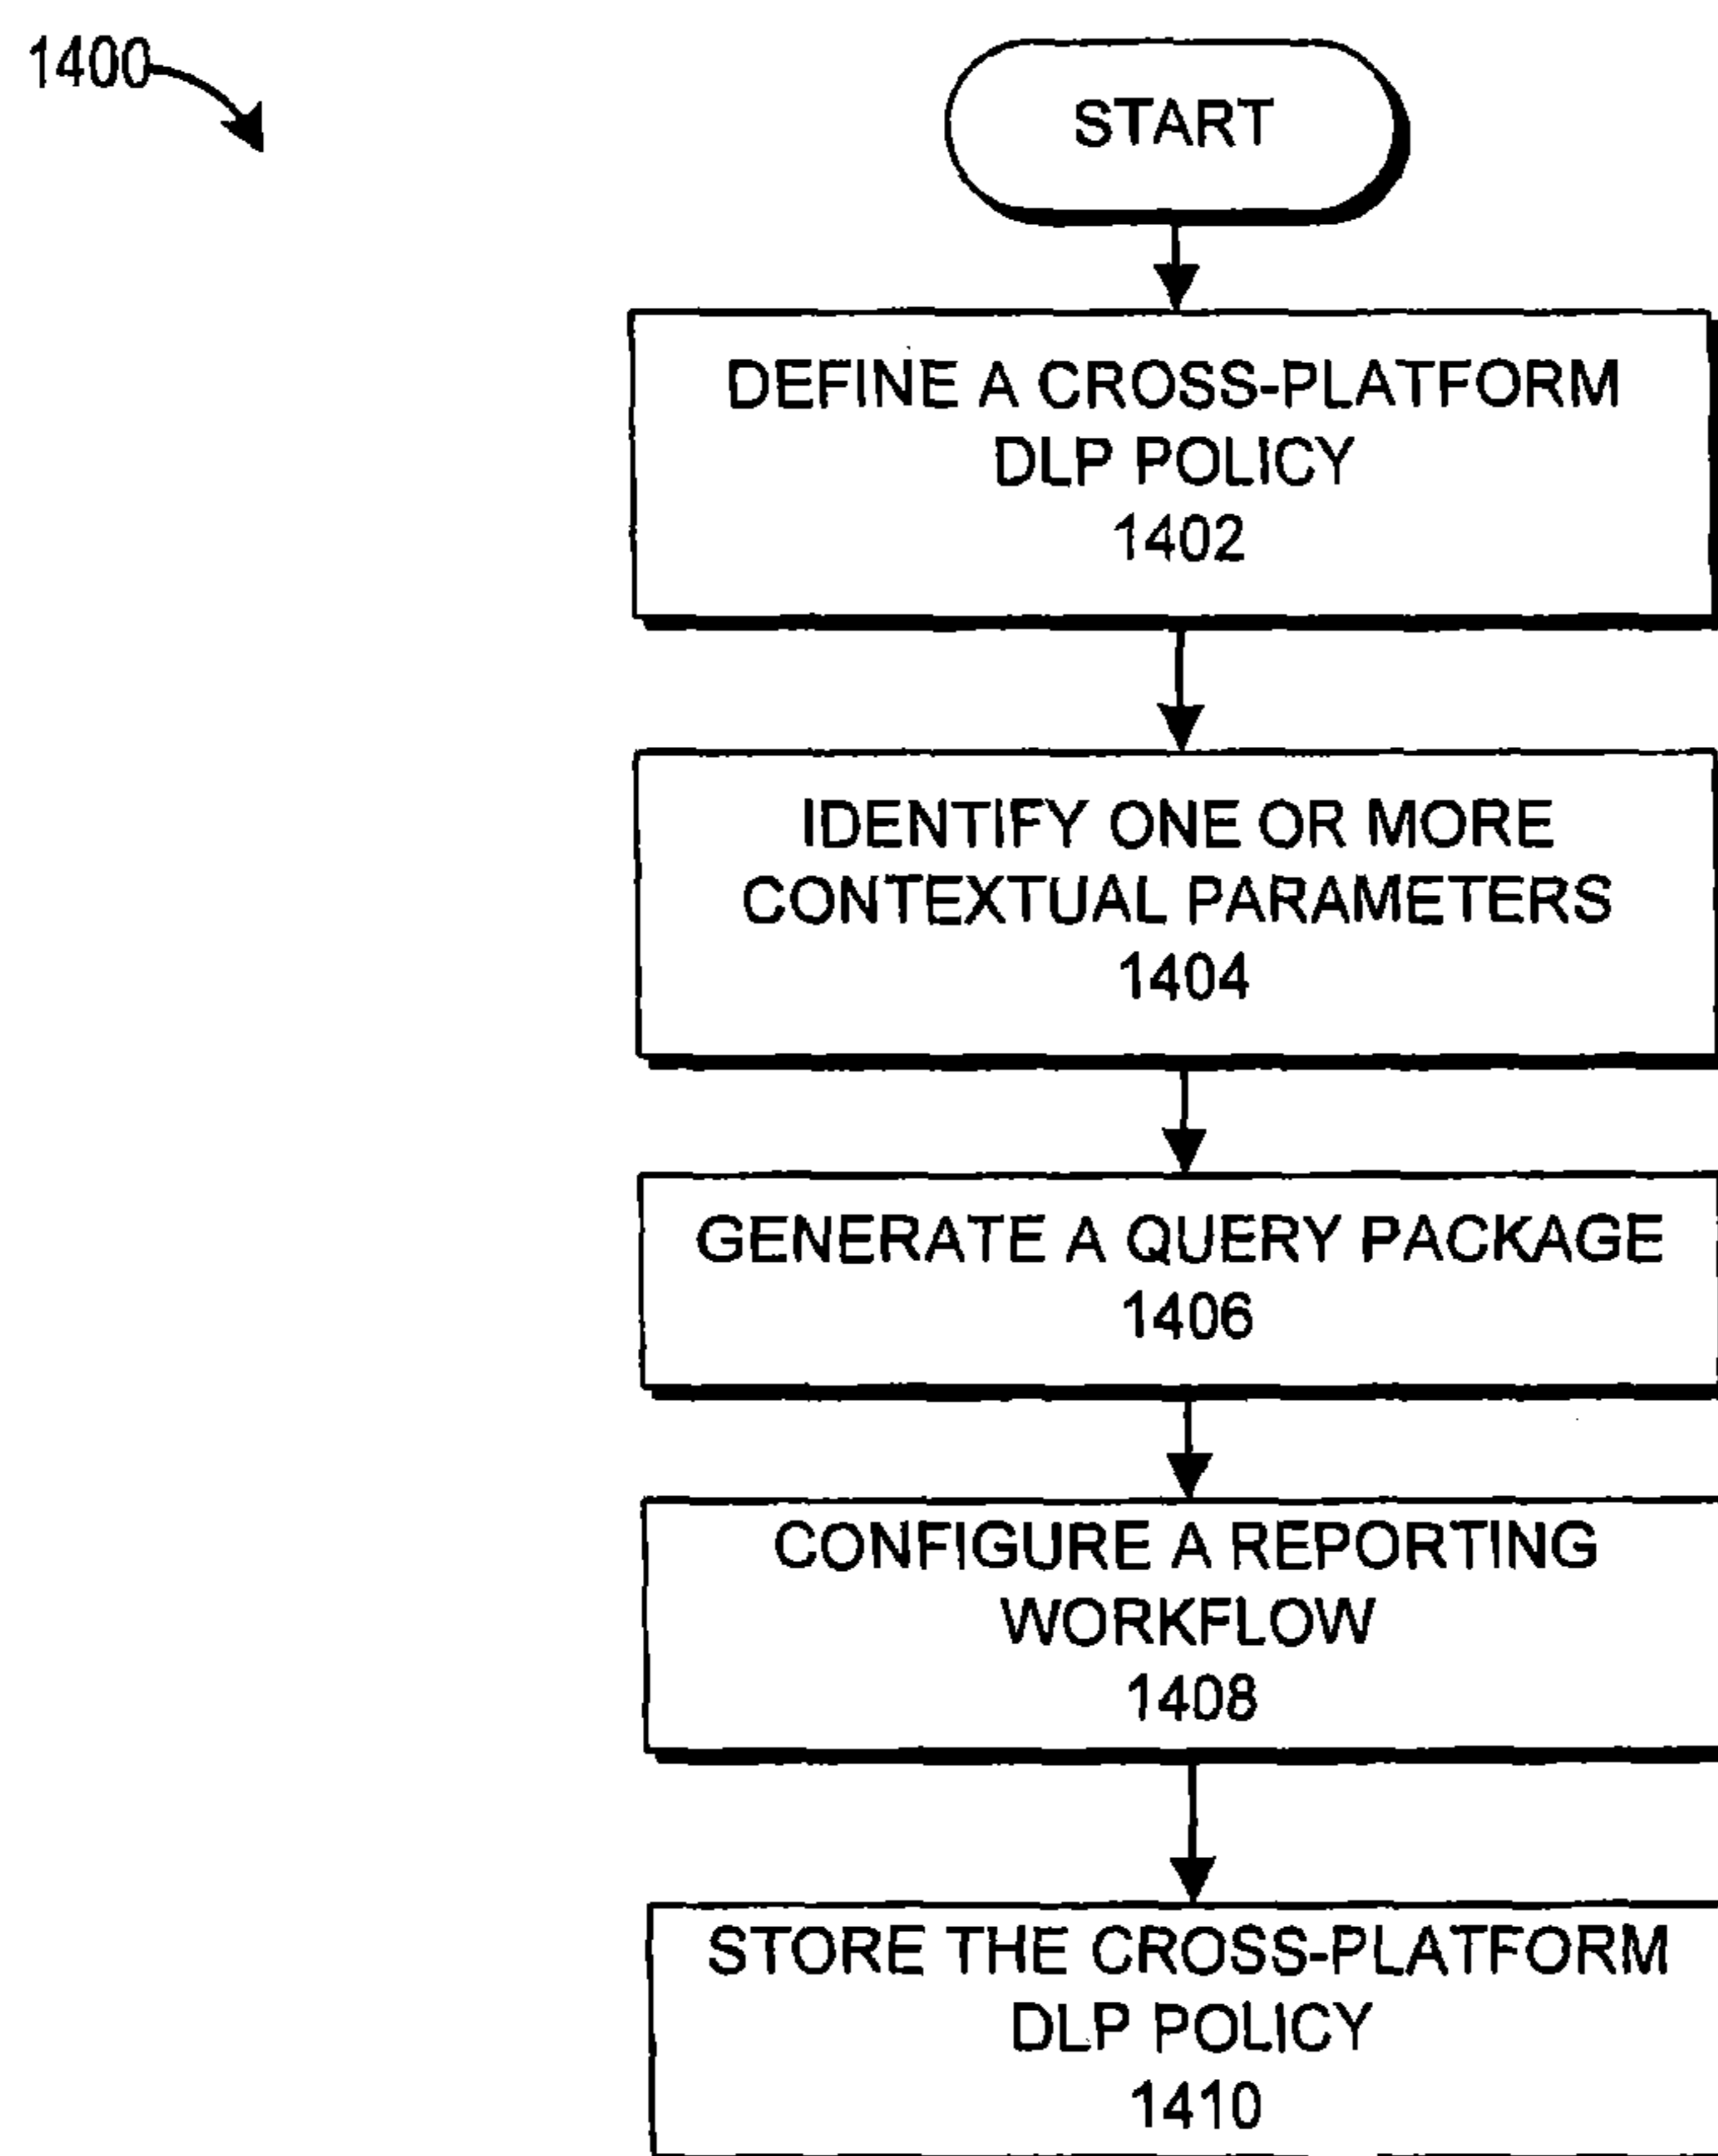 1400
START
DEFINE A CROSS-PLATFORM
DLP POLICY
1402
IDENTIFY ONE OR MORE
CONTEXTUAL PARAMETERS
1404
GENERATE A QUERY PACKAGE
1406
CONFIGURE A REPORTING
WORKFLOW
1408
STORE THE CROSS-PLATFORM
DLP POLICY
1410